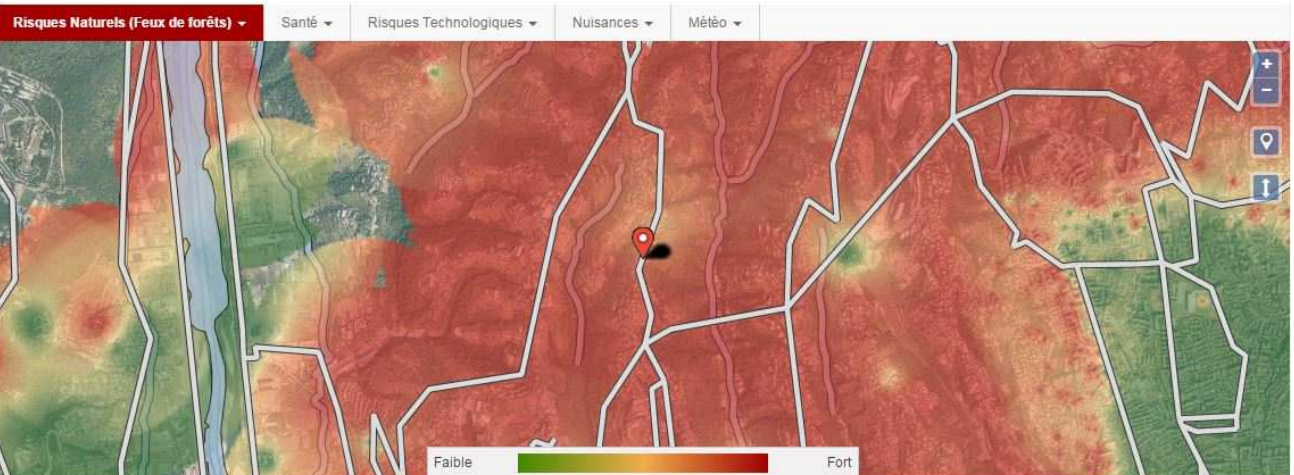 Risques Naturels (Feux de forêts) Santé Risques Technologiques Nuisances Météo
+
−
Faible Fort